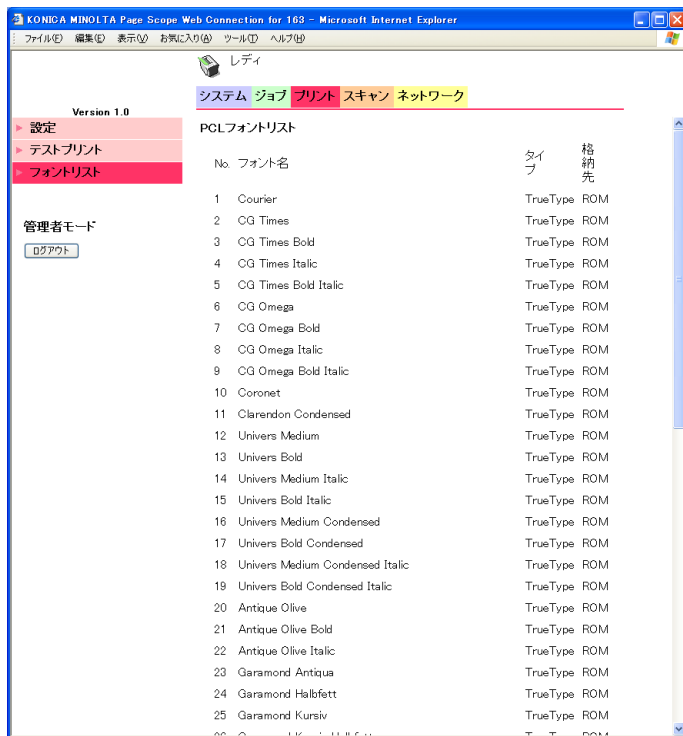 KONICA MINOLTA Page Scope Web Connection for 163 - Microsoft Internet Explorer
ファイル(F) 編集(E) 表示(V) お気に入り(A) ツール(T) ヘルプ(H)
レディ
システム ジョブ プリント スキャン ネットワーク
Version 1.0
設定
テストプリント
フォントリスト
管理者モード
ログアウト
PCLフォントリスト
No. フォント名 タイプ 格納先
1 Courier TrueType ROM
2 CG Times TrueType ROM
3 CG Times Bold TrueType ROM
4 CG Times Italic TrueType ROM
5 CG Times Bold Italic TrueType ROM
6 CG Omega TrueType ROM
7 CG Omega Bold TrueType ROM
8 CG Omega Italic TrueType ROM
9 CG Omega Bold Italic TrueType ROM
10 Coronet TrueType ROM
11 Clarendon Condensed TrueType ROM
12 Univers Medium TrueType ROM
13 Univers Bold TrueType ROM
14 Univers Medium Italic TrueType ROM
15 Univers Bold Italic TrueType ROM
16 Univers Medium Condensed TrueType ROM
17 Univers Bold Condensed TrueType ROM
18 Univers Medium Condensed Italic TrueType ROM
19 Univers Bold Condensed Italic TrueType ROM
20 Antique Olive TrueType ROM
21 Antique Olive Bold TrueType ROM
22 Antique Olive Italic TrueType ROM
23 Garamond Antiqua TrueType ROM
24 Garamond Halbfett TrueType ROM
25 Garamond Kursiv TrueType ROM